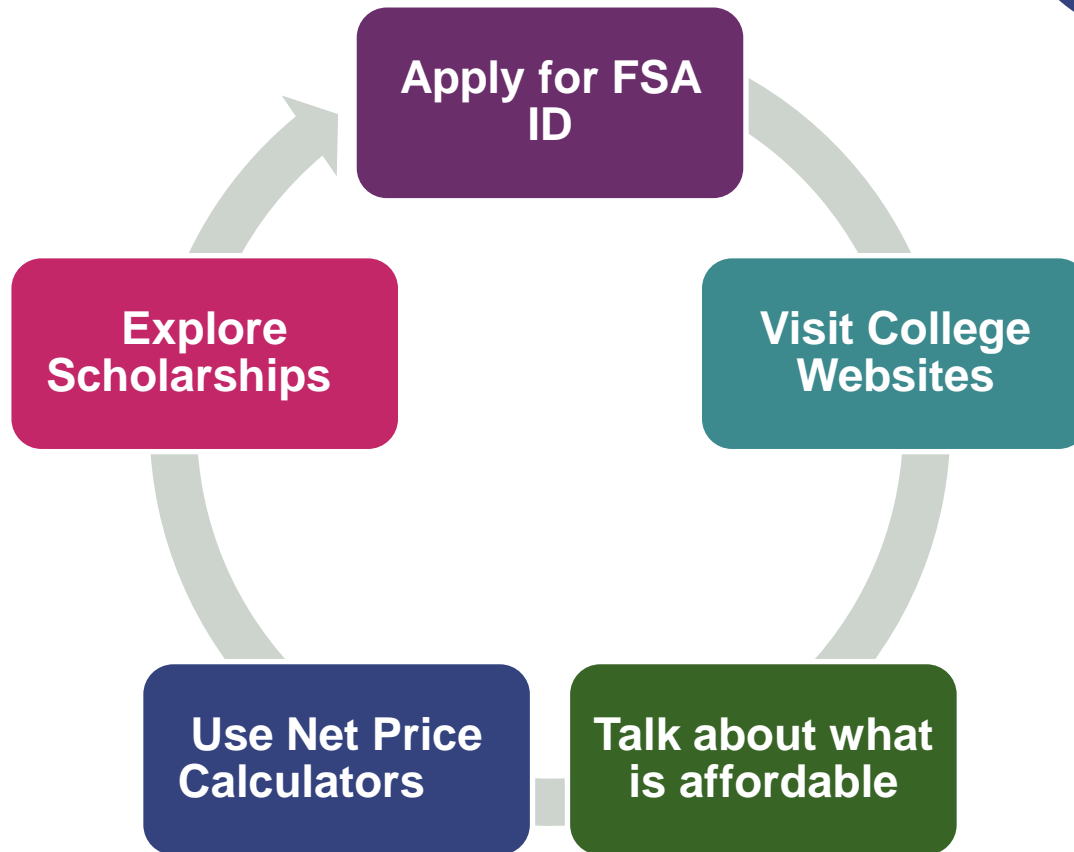 Apply for FSA
ID
Visit College
Websites
Talk about what
is affordable
Use Net Price
Calculators
Explore
Scholarships